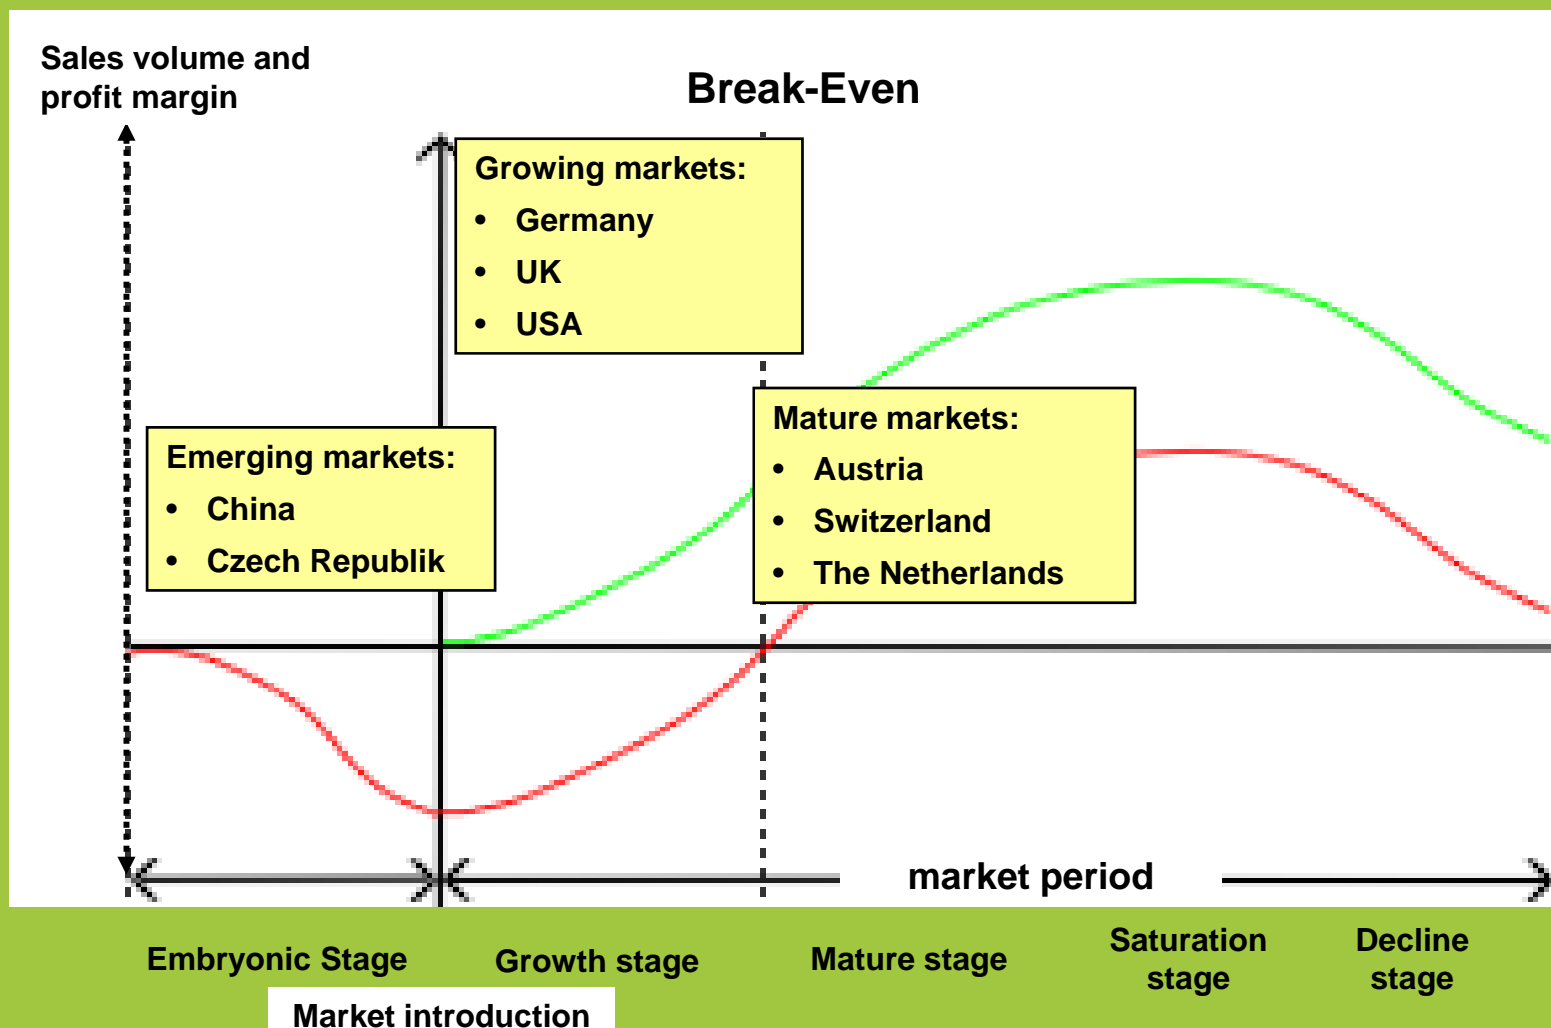 Sales volume and
profit margin
Break-Even
Growing markets:
• Germany
• UK
• USA
Mature markets:
• Austria
• Switzerland
• The Netherlands
Emerging markets:
• China
• Czech Republik
market period
Embryonic Stage
Growth stage
Mature stage
Saturation
stage
Decline
stage
Market introduction